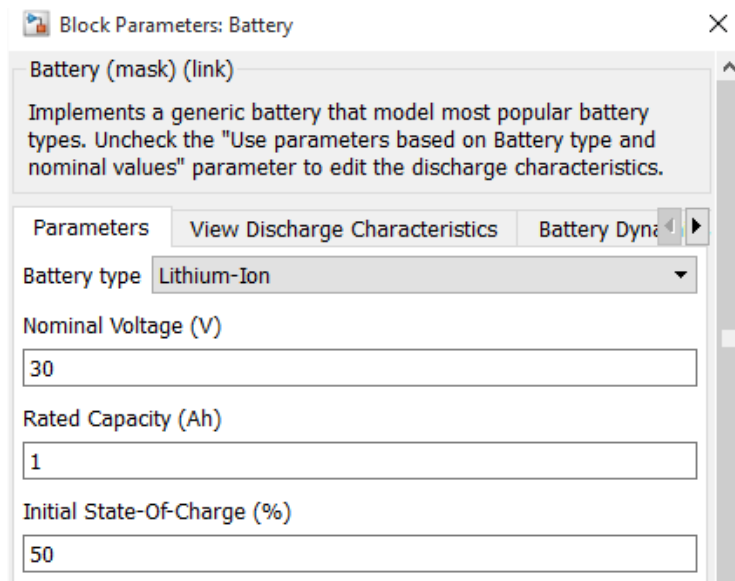 Block Parameters: Battery
Battery (mask) (link)
Implements a generic battery that model most popular battery
types. Uncheck the "Use parameters based on Battery type and
nominal values" parameter to edit the discharge characteristics.
Parameters View Discharge Characteristics Battery Dyna
Battery type Lithium-Ion
Nominal Voltage (V)
30
Rated Capacity (Ah)
1
Initial State-Of-Charge (%)
50